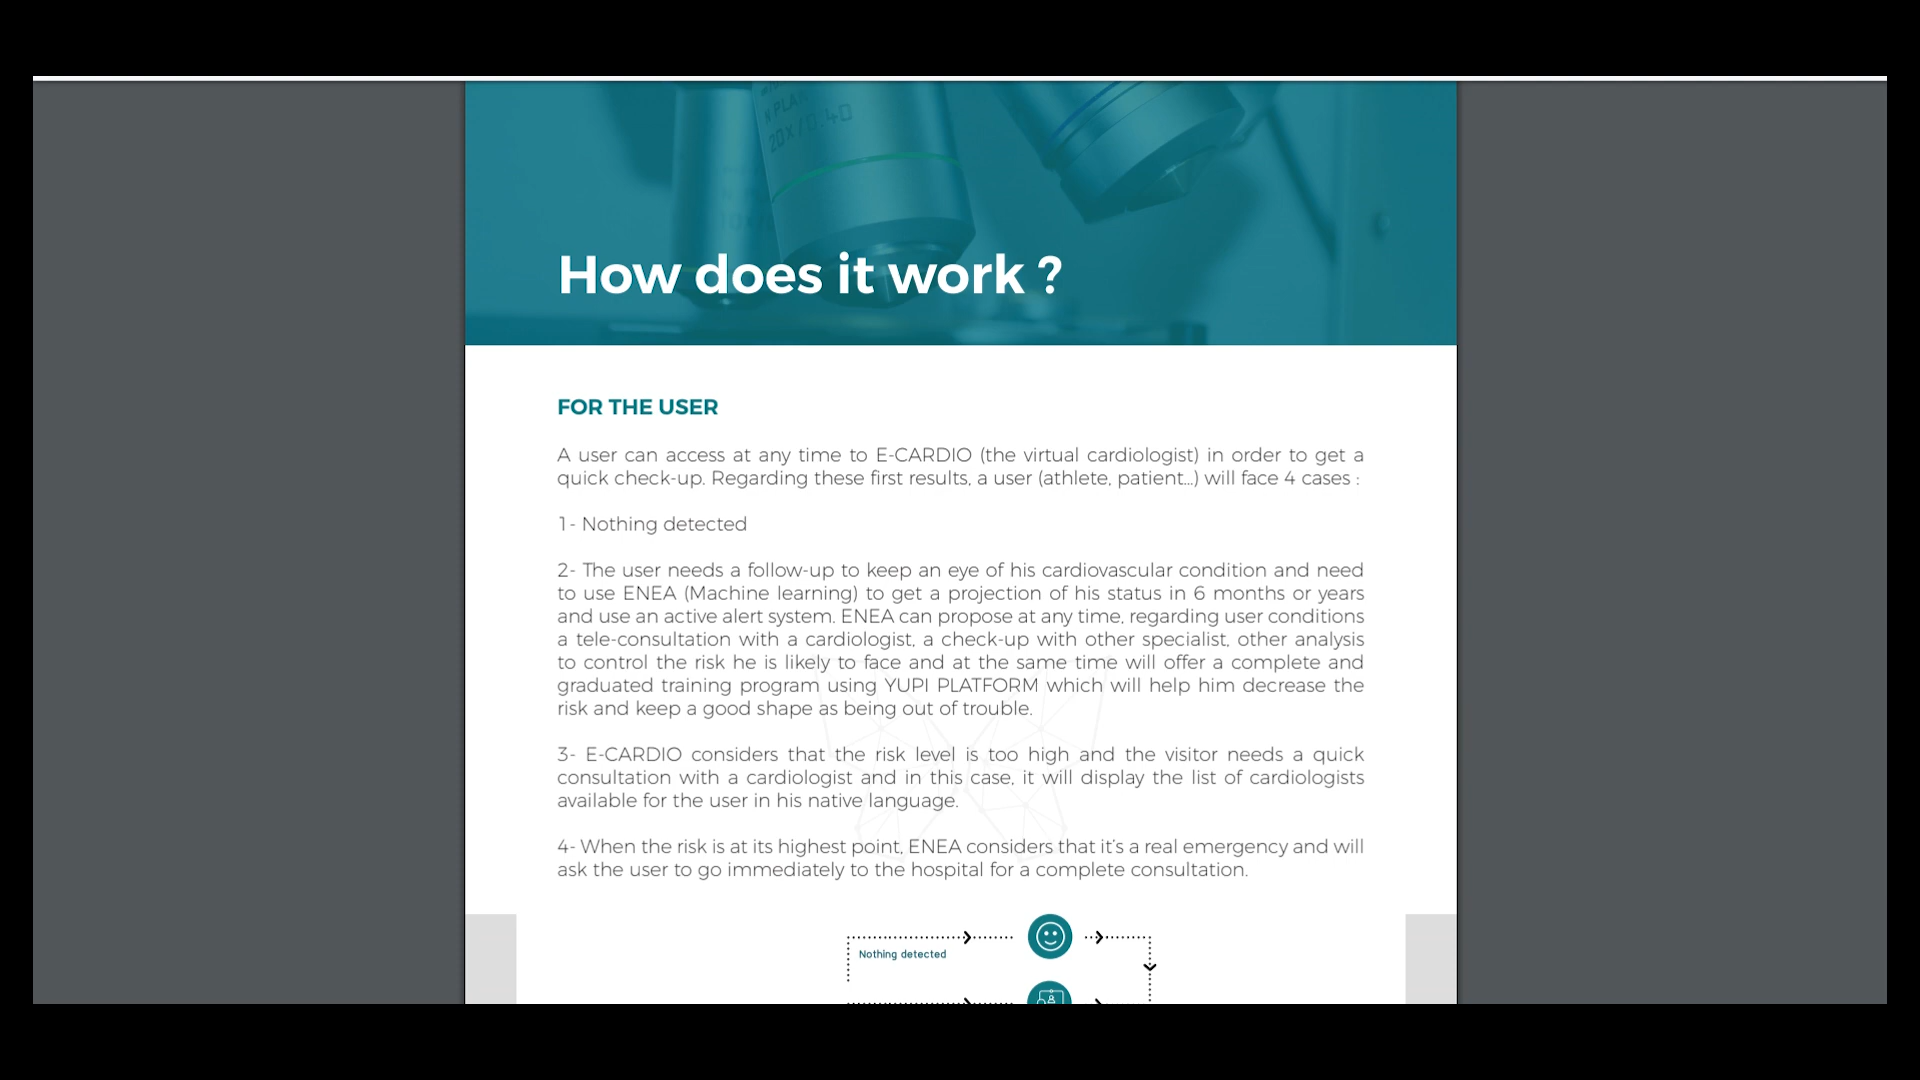 N PLAN
20X/0.40
How does it work ?
FOR THE USER
A user can access at any time to E-CARDIO (the virtual cardiologist) in order to get a
quick check-up. Regarding these first results, a user (athlete, patient...) will face 4 cases :
1- Nothing detected
2- The user needs a follow-up to keep an eye of his cardiovascular condition and need
to use ENEA (Machine learning) to get a projection of his status in 6 months or years
and use an active alert system. ENEA can propose at any time, regarding user conditions
a tele-consultation with a cardiologist, a check-up with other specialist, other analysis
to control the risk he is likely to face and at the same time will offer a complete and
graduated training program using YUPI PLATFORM which will help him decrease the
risk and keep a good shape as being out of trouble.
3- E-CARDIO considers that the risk level is too high and the visitor needs a quick
consultation with a cardiologist and in this case, it will display the list of cardiologists
available for the user in his native language.
4- When the risk is at its highest point, ENEA considers that it's a real emergency and will
ask the user to go immediately to the hospital for a complete consultation.
Nothing detected